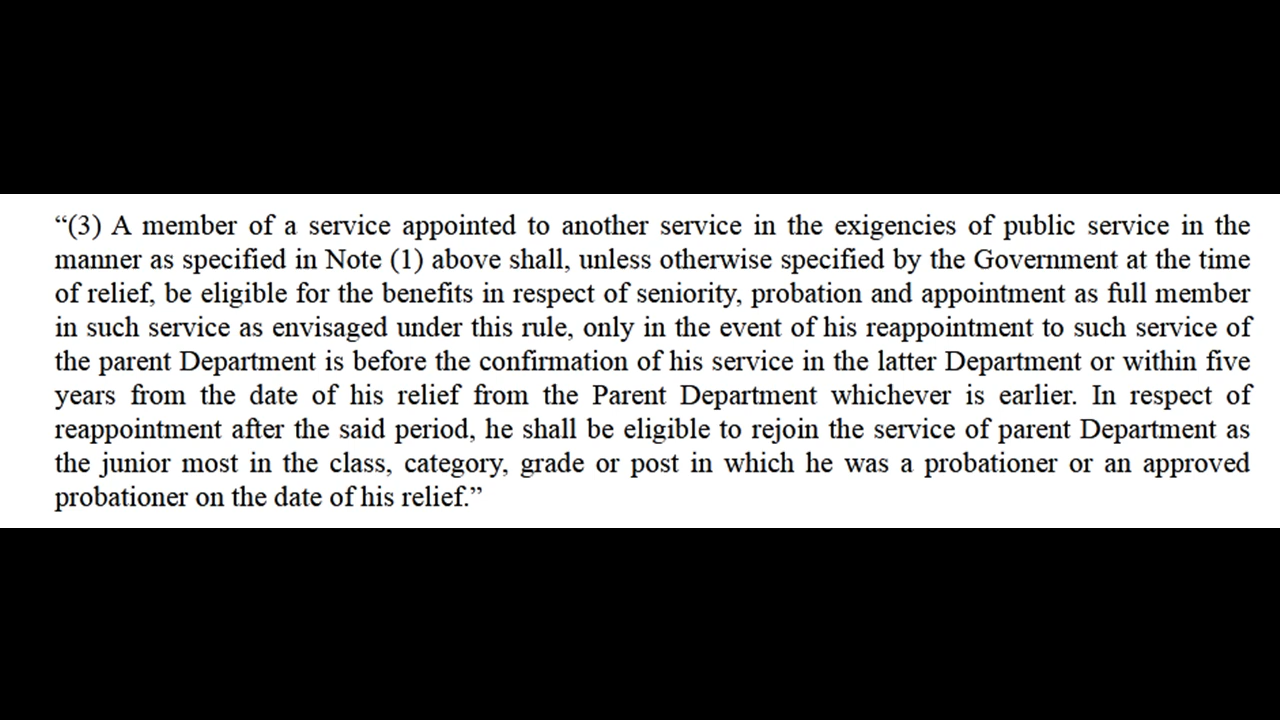 “(3) A member of a service appointed to another service in the exigencies of public service in the
manner as specified in Note (1) above shall, unless otherwise specified by the Government at the time
of relief, be eligible for the benefits in respect of seniority, probation and appointment as full member
in such service as envisaged under this rule, only in the event of his reappointment to such service of
the parent Department is before the confirmation of his service in the latter Department or within five
years from the date of his relief from the Parent Department whichever is earlier. In respect of
reappointment after the said period, he shall be eligible to rejoin the service of parent Department as
the junior most in the class, category, grade or post in which he was a probationer or an approved
probationer on the date of his relief.”